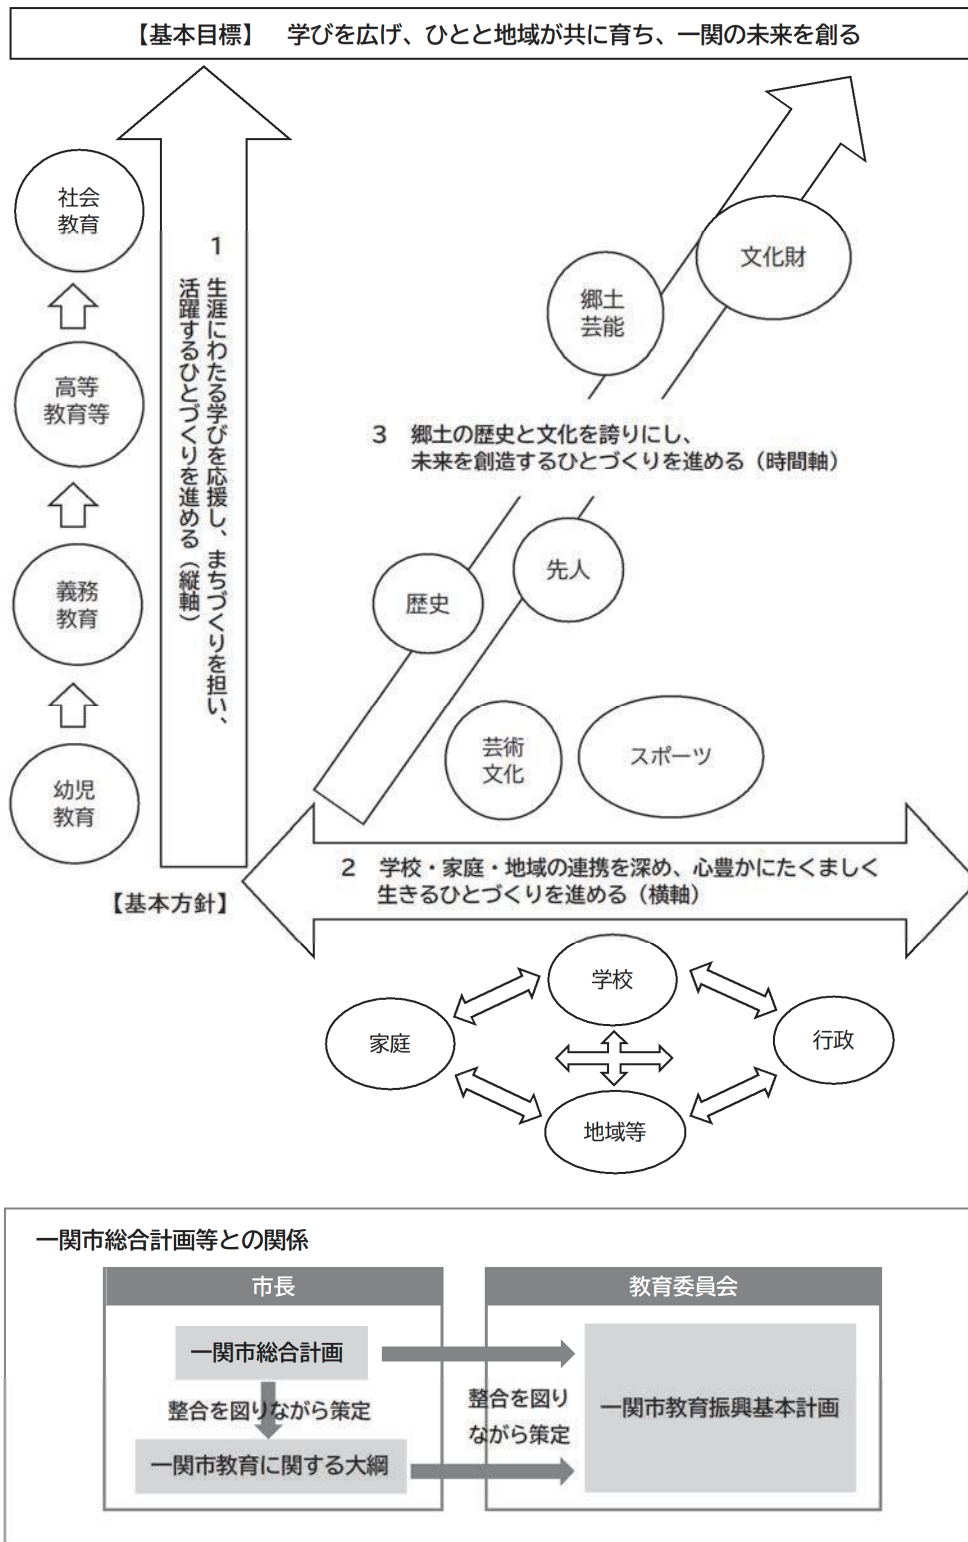 【基本目標】　学びを広げ、ひとと地域が共に育ち、一関の未来を創る
社会
教育
高等
教育等
義務
教育
幼児
教育
1　生涯にわたる学びを応援し、まちづくりを担い、
活躍するひとづくりを進める（縦軸）
文化財
郷土
芸能
3　郷土の歴史と文化を誇りにし、
未来を創造するひとづくりを進める（時間軸）
先人
歴史
芸術
文化
スポーツ
【基本方針】
2　学校・家庭・地域の連携を深め、心豊かにたくましく
生きるひとづくりを進める（横軸）
学校
家庭
行政
地域等
一関市総合計画等との関係
市長
一関市総合計画
整合を図りながら策定
一関市教育に関する大綱
整合を図り
ながら策定
教育委員会
一関市教育振興基本計画